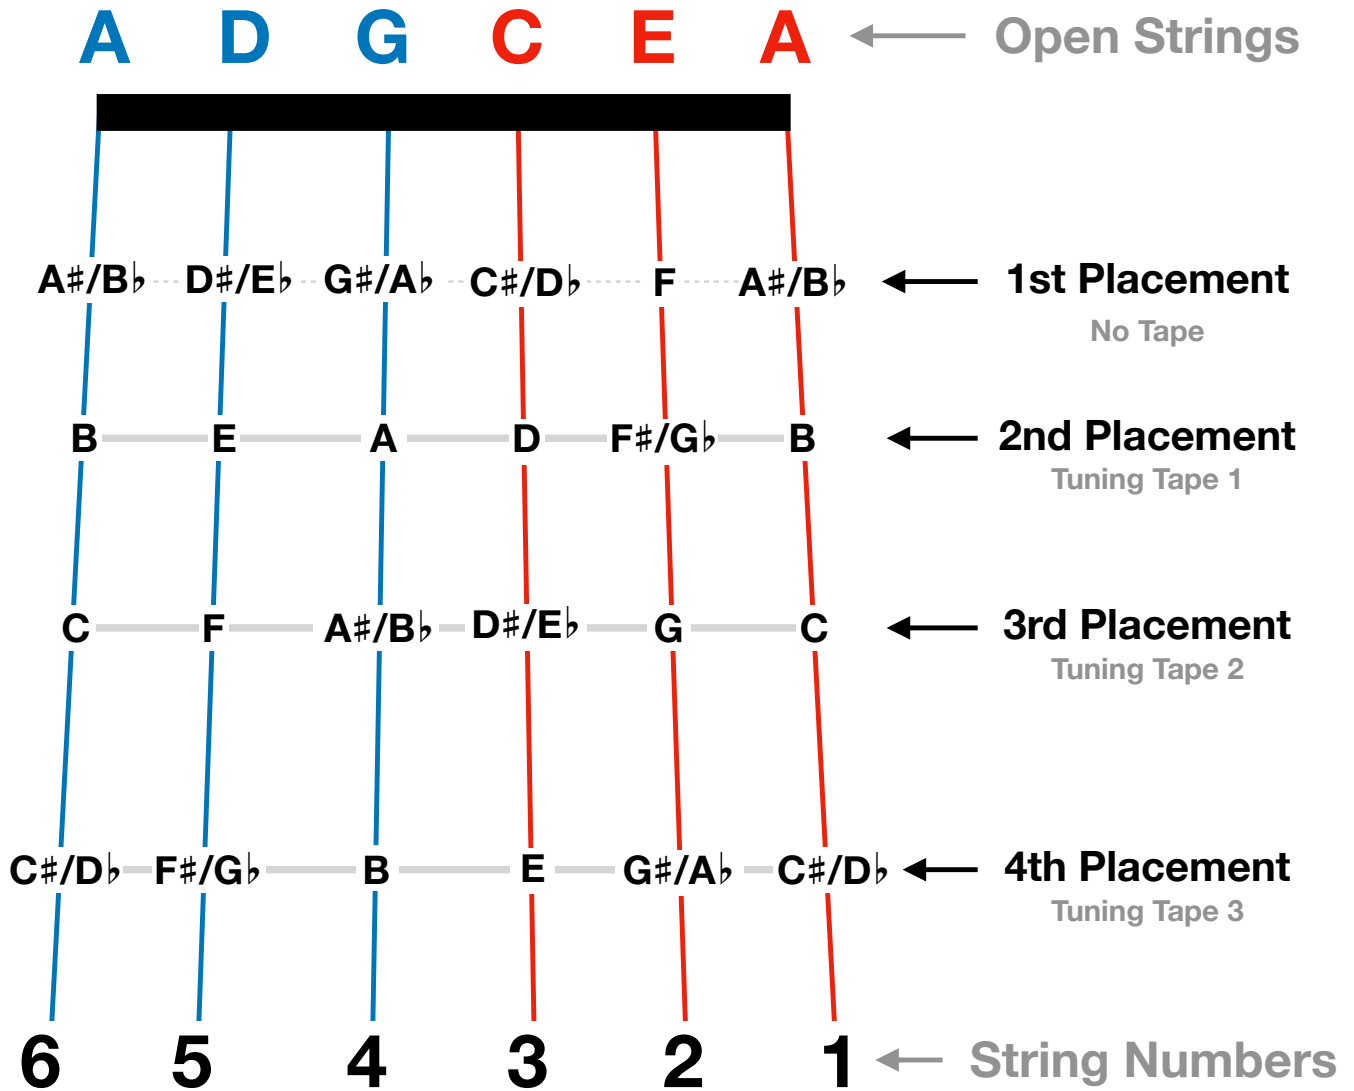 A D G C E A Open Strings
A♯/B♭ D♯/E♭ G♯/A♭ C♯/D♭ F A♯/B♭ 1st Placement
No Tape
B E A D F♯/G♭ B 2nd Placement
Tuning Tape 1
C F A♯/B♭ D♯/E♭ G C 3rd Placement
Tuning Tape 2
C♯/D♭ F♯/G♭ B E G♯/A♭ C♯/D♭ 4th Placement
Tuning Tape 3
6 5 4 3 2 1 String Numbers